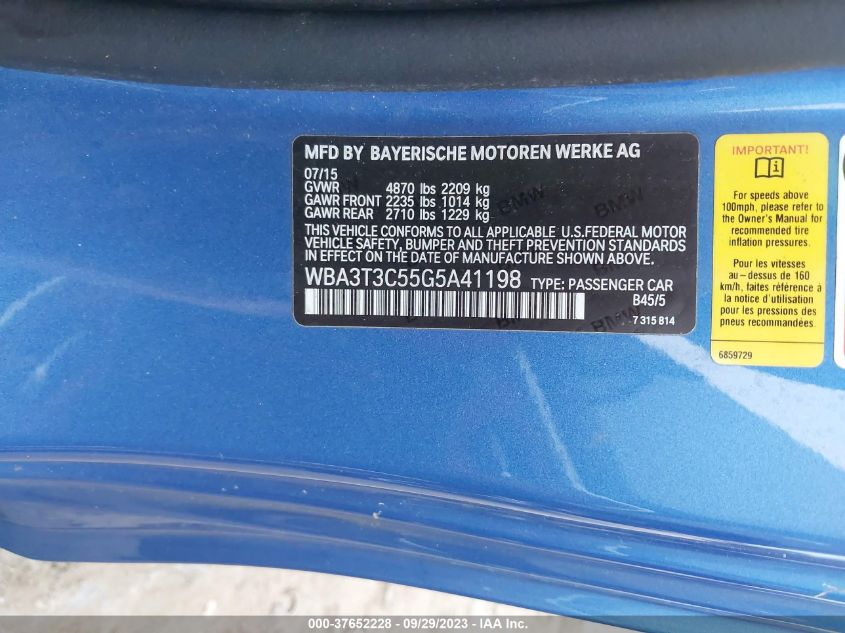 MFD BY BAYERISCHE MOTOREN WERKE AG
07/15
GVWR 4870 lbs 2209 kg
GAWR FRONT 2235 lbs 1014 kg
GAWR REAR 2710 lbs 1229 kg
THIS VEHICLE CONFORMS TO ALL APPLICABLE U.S.FEDERAL MOTOR
VEHICLE SAFETY, BUMPER AND THEFT PREVENTION STANDARDS
IN EFFECT ON THE DATE OF MANUFACTURE SHOWN ABOVE.
WBA3T3C55G5A41198 TYPE: PASSENGER CAR
B45/5
7 315 814
BMW
BMW
BMW
BMW
IMPORTANT!
For speeds above
100mph, please refer to
the Owner's Manual for
recommended tire
inflation pressures.
Pour les vitesses
au-dessus de 160
km/h, faites référence à
la notice d'utilisation
pour les pressions des
pneus recommandées.
6859729
000-37652228 - 09/29/2023 - IAA Inc.